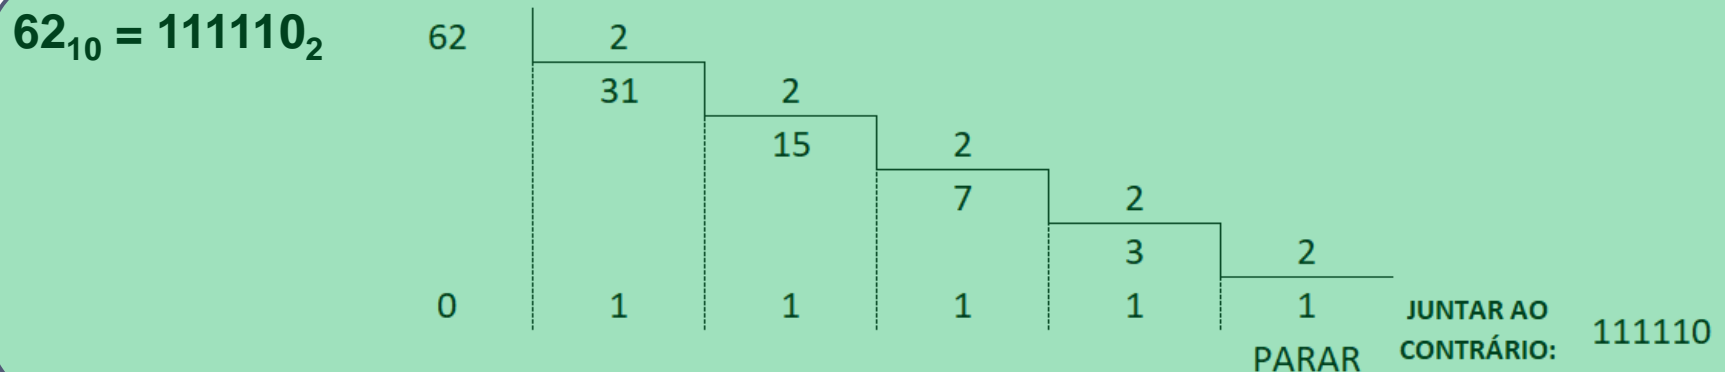 62₁₀ = 111110₂
62 2
31 2
15 2
7 2
3 2
0 1 1 1 1 1
PARAR
JUNTAR AO
CONTRÁRIO:
111110